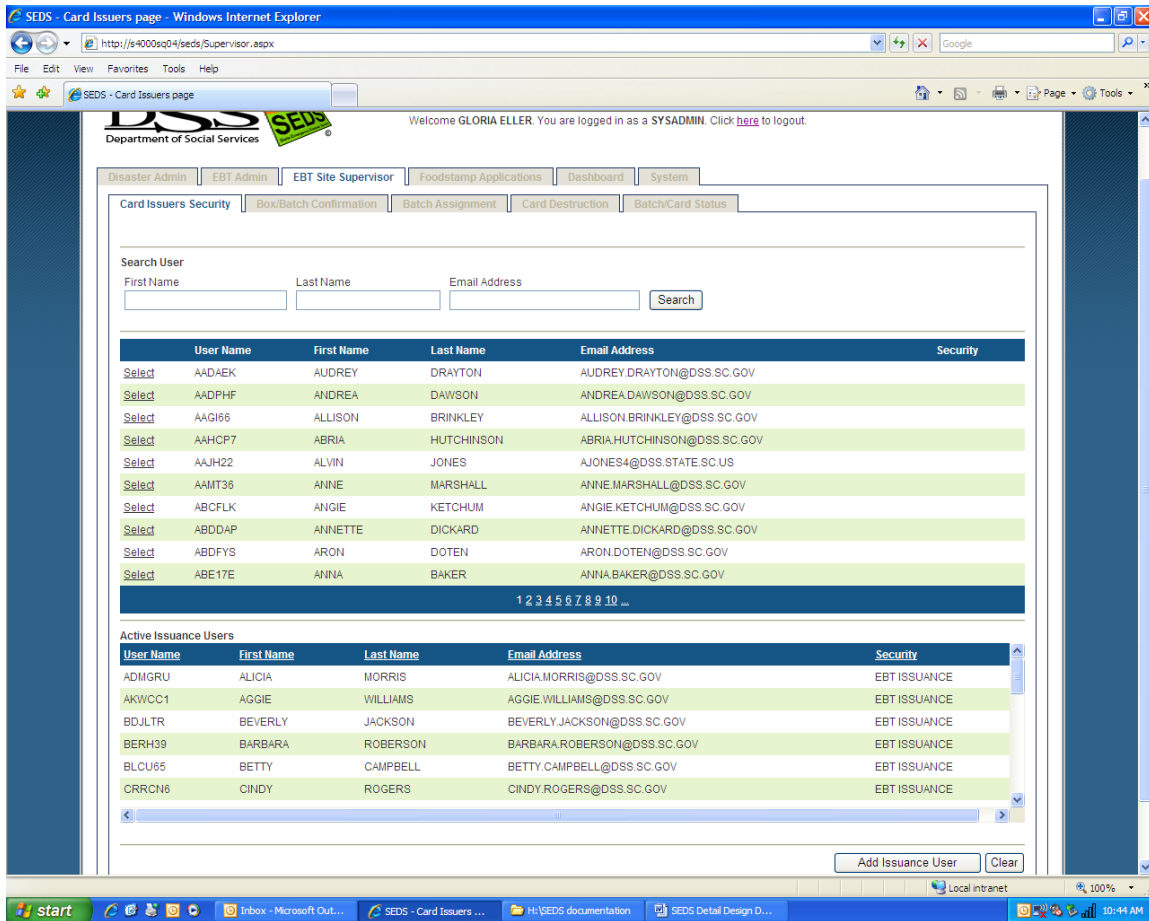 SEDS - Card Issuers page - Windows Internet Explorer
http://s4000sq04/seds/Supervisor.aspx
Google
File Edit View Favorites Tools Help
SEDS - Card Issuers page
Page Tools
DSS SEDS
Department of Social Services
Welcome GLORIA ELLER. You are logged in as a SYSADMIN. Click here to logout.
Disaster Admin EBT Admin EBT Site Supervisor Foodstamp Applications Dashboard System
Card Issuers Security Box/Batch Confirmation Batch Assignment Card Destruction Batch/Card Status
Search User
First Name Last Name Email Address
Search
User Name First Name Last Name Email Address Security
Select AADAEK AUDREY DRAYTON AUDREY.DRAYTON@DSS.SC.GOV
Select AADPHF ANDREA DAWSON ANDREA.DAWSON@DSS.SC.GOV
Select AAGI66 ALLISON BRINKLEY ALLISON.BRINKLEY@DSS.SC.GOV
Select AAHCP7 ABRIA HUTCHINSON ABRIA.HUTCHINSON@DSS.SC.GOV
Select AAJH22 ALVIN JONES AJONES4@DSS.STATE.SC.US
Select AAMT36 ANNE MARSHALL ANNE.MARSHALL@DSS.SC.GOV
Select ABCFLK ANGIE KETCHUM ANGIE.KETCHUM@DSS.SC.GOV
Select ABDDAP ANNETTE DICKARD ANNETTE.DICKARD@DSS.SC.GOV
Select ABDFYS ARON DOTEN ARON.DOTEN@DSS.SC.GOV
Select ABE17E ANNA BAKER ANNA.BAKER@DSS.SC.GOV
1 2 3 4 5 6 7 8 9 10 ...
Active Issuance Users
User Name First Name Last Name Email Address Security
ADMGRU ALICIA MORRIS ALICIA.MORRIS@DSS.SC.GOV EBT ISSUANCE
AKWCC1 AGGIE WILLIAMS AGGIE.WILLIAMS@DSS.SC.GOV EBT ISSUANCE
BDJLTR BEVERLY JACKSON BEVERLY.JACKSON@DSS.SC.GOV EBT ISSUANCE
BERH39 BARBARA ROBERSON BARBARA.ROBERSON@DSS.SC.GOV EBT ISSUANCE
BLCU65 BETTY CAMPBELL BETTY.CAMPBELL@DSS.SC.GOV EBT ISSUANCE
CRRCN6 CINDY ROGERS CINDY.ROGERS@DSS.SC.GOV EBT ISSUANCE
Add Issuance User Clear
Local intranet 100%
start Inbox - Microsoft Out... SEDS - Card Issuers ... H:\SEDS documentation SEDS Detail Design D... 10:44 AM